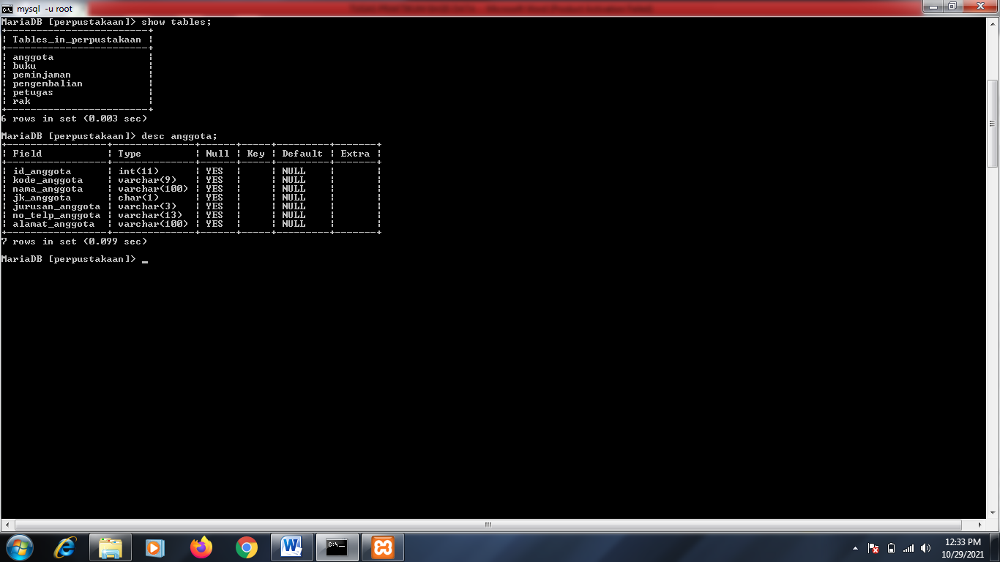 mysql -u root
MariaDB [perpustakaan]> show tables;
+------------------------+
¦ Tables_in_perpustakaan ¦
+------------------------+
¦ anggota                ¦
¦ buku                   ¦
¦ peminjaman             ¦
¦ pengembalian           ¦
¦ petugas                ¦
¦ rak                    ¦
+------------------------+
6 rows in set (0.003 sec)
MariaDB [perpustakaan]> desc anggota;
+-----------------+--------------+------+-----+---------+-------+
¦ Field           ¦ Type         ¦ Null ¦ Key ¦ Default ¦ Extra ¦
+-----------------+--------------+------+-----+---------+-------+
¦ id_anggota      ¦ int(11)      ¦ YES  ¦     ¦ NULL    ¦       ¦
¦ kode_anggota    ¦ varchar(9)   ¦ YES  ¦     ¦ NULL    ¦       ¦
¦ nama_anggota    ¦ varchar(100) ¦ YES  ¦     ¦ NULL    ¦       ¦
¦ jk_anggota      ¦ char(1)      ¦ YES  ¦     ¦ NULL    ¦       ¦
¦ jurusan_anggota ¦ varchar(3)   ¦ YES  ¦     ¦ NULL    ¦       ¦
¦ no_telp_anggota ¦ varchar(13)  ¦ YES  ¦     ¦ NULL    ¦       ¦
¦ alamat_anggota  ¦ varchar(100) ¦ YES  ¦     ¦ NULL    ¦       ¦
+-----------------+--------------+------+-----+---------+-------+
7 rows in set (0.099 sec)
MariaDB [perpustakaan]> _
12:33 PM
10/29/2021